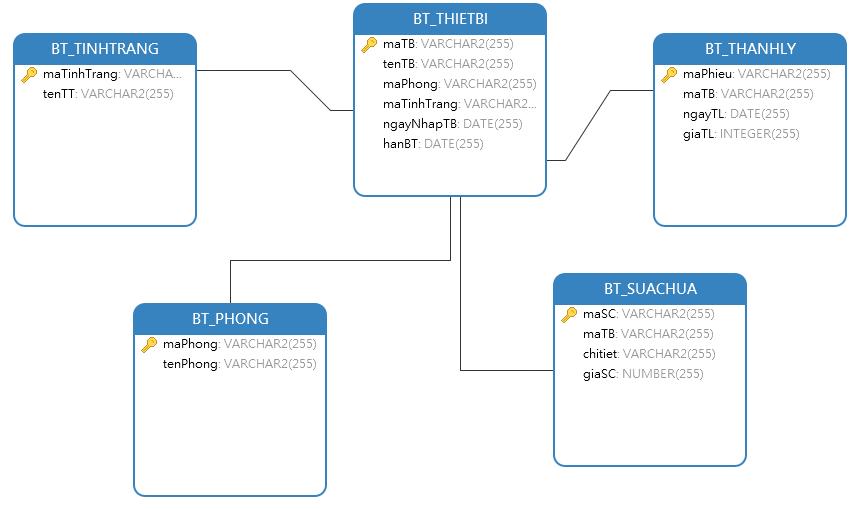 BT_TINHTRANG
maTinhTrang: VARCHA...
tenTT: VARCHAR2(255)
BT_THIETBI
maTB: VARCHAR2(255)
tenTB: VARCHAR2(255)
maPhong: VARCHAR2(255)
maTinhTrang: VARCHAR2...
ngayNhapTB: DATE(255)
hanBT: DATE(255)
BT_THANHLY
maPhieu: VARCHAR2(255)
maTB: VARCHAR2(255)
ngayTL: DATE(255)
giaTL: INTEGER(255)
BT_PHONG
maPhong: VARCHAR2(255)
tenPhong: VARCHAR2(255)
BT_SUACHUA
maSC: VARCHAR2(255)
maTB: VARCHAR2(255)
chitiet: VARCHAR2(255)
giaSC: NUMBER(255)